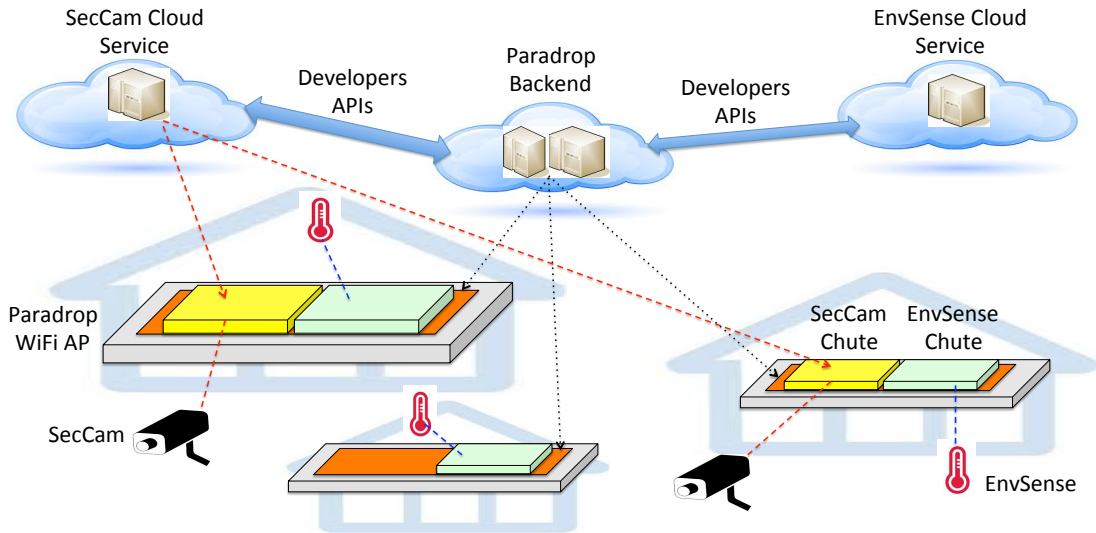 SecCam Cloud
Service
EnvSense Cloud
Service
Paradrop
Backend
Developers
APIs
Developers
APIs
Paradrop
WiFi AP
SecCam
Chute
EnvSense
Chute
SecCam
EnvSense